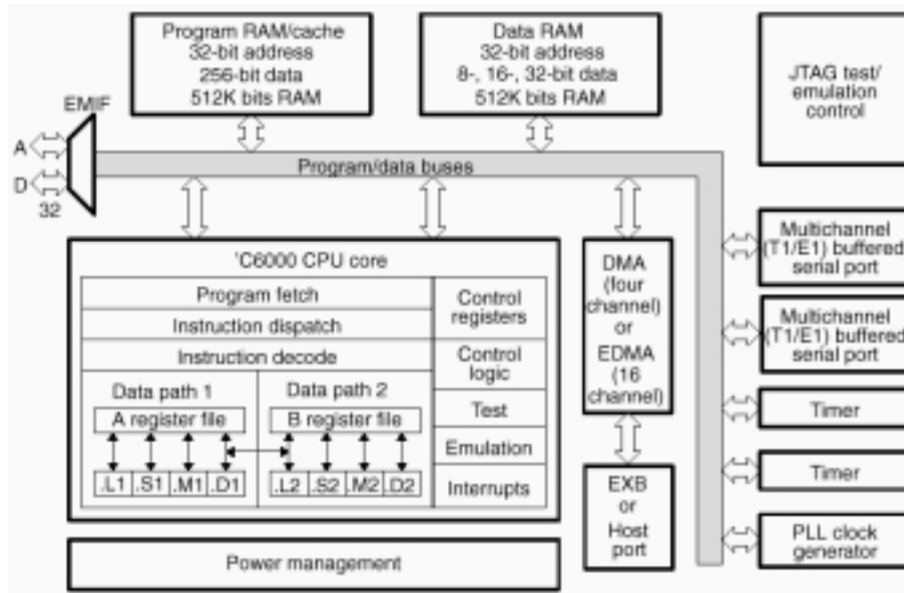 Program RAM/cache
32-bit address
256-bit data
512K bits RAM
Data RAM
32-bit address
8-, 16-, 32-bit data
512K bits RAM
JTAG test/
emulation
control
EMIF
A
D
32
Program/data buses
'C6000 CPU core
Program fetch
Instruction dispatch
Instruction decode
Data path 1
A register file
.L1 .S1 .M1 .D1
Data path 2
B register file
.L2 .S2 .M2 .D2
Control
registers
Control
logic
Test
Emulation
Interrupts
DMA
(four
channel)
or
EDMA
(16
channel)
EXB
or
Host
port
Multichannel
(T1/E1) buffered
serial port
Multichannel
(T1/E1) buffered
serial port
Timer
Timer
PLL clock
generator
Power management